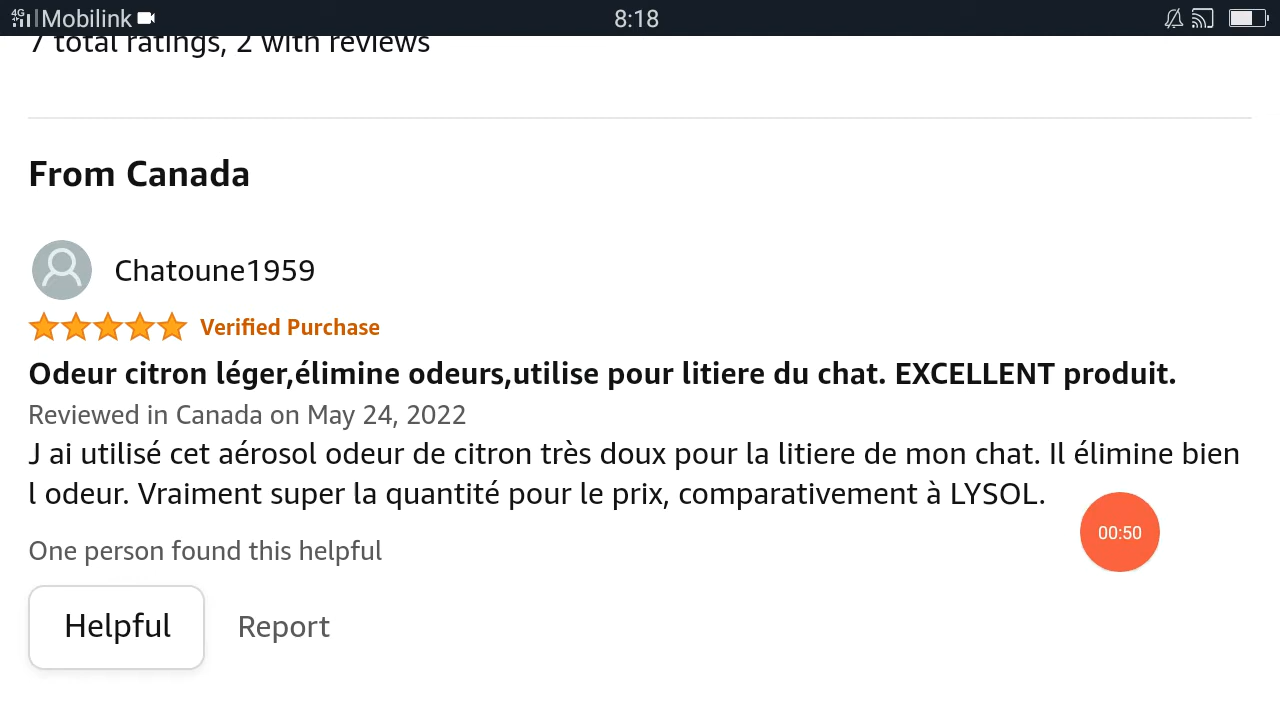 4G Mobilink 8:18
7 total ratings, 2 with reviews
From Canada
Chatoune1959
Verified Purchase
Odeur citron léger,élimine odeurs,utilise pour litiere du chat. EXCELLENT produit.
Reviewed in Canada on May 24, 2022
J ai utilisé cet aérosol odeur de citron très doux pour la litiere de mon chat. Il élimine bien
l odeur. Vraiment super la quantité pour le prix, comparativement à LYSOL.
00:50
One person found this helpful
Helpful Report